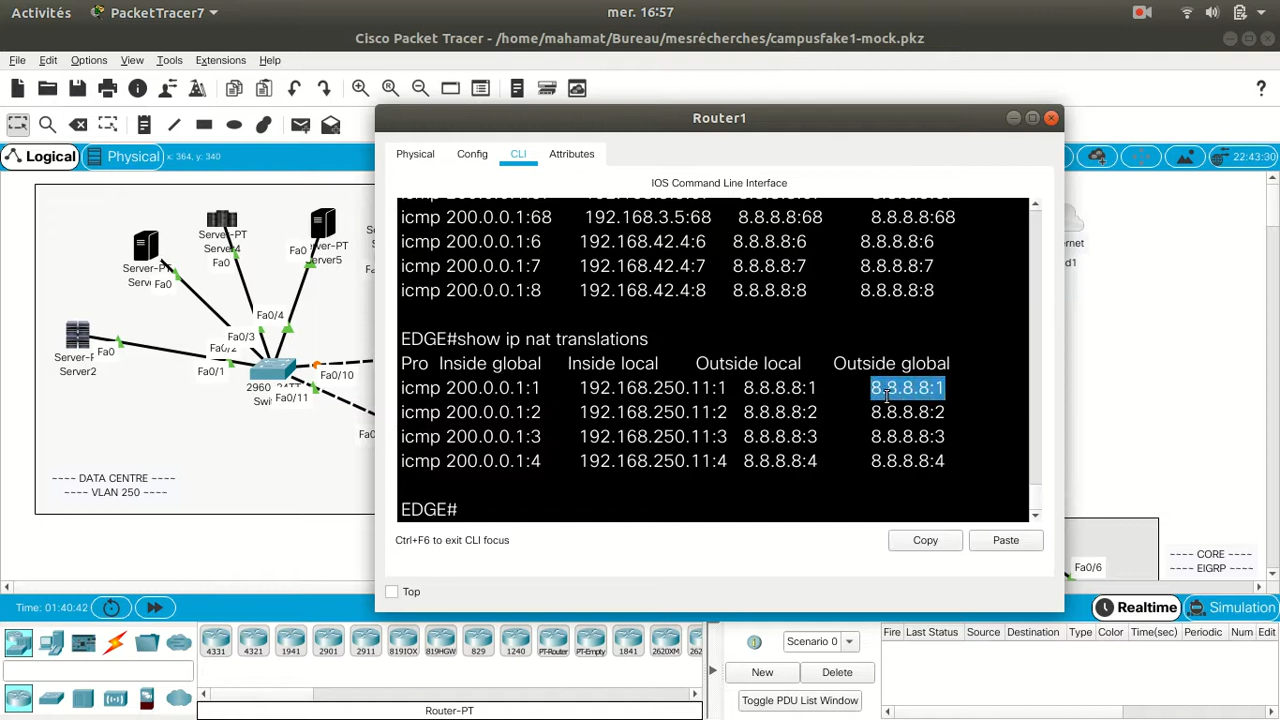 Activités PacketTracer7 mer. 16:57
Cisco Packet Tracer - /home/mahamat/Bureau/mesrécherches/campusfake1-mock.pkz
File Edit Options View Tools Extensions Help
Router1
Logical Physical x: 364, y: 340 22:43:30
Physical Config CLI Attributes
IOS Command Line Interface
icmp 200.0.0.1:68 192.168.3.5:68 8.8.8.8:68 8.8.8.8:68
icmp 200.0.0.1:6 192.168.42.4:6 8.8.8.8:6 8.8.8.8:6
icmp 200.0.0.1:7 192.168.42.4:7 8.8.8.8:7 8.8.8.8:7
icmp 200.0.0.1:8 192.168.42.4:8 8.8.8.8:8 8.8.8.8:8
EDGE#show ip nat translations
Pro Inside global Inside local Outside local Outside global
icmp 200.0.0.1:1 192.168.250.11:1 8.8.8.8:1 8.8.8.8:1
icmp 200.0.0.1:2 192.168.250.11:2 8.8.8.8:2 8.8.8.8:2
icmp 200.0.0.1:3 192.168.250.11:3 8.8.8.8:3 8.8.8.8:3
icmp 200.0.0.1:4 192.168.250.11:4 8.8.8.8:4 8.8.8.8:4
EDGE#
Ctrl+F6 to exit CLI focus Copy Paste
Top
Server-PT
Server4
Fa0
Fa0
Fa0
Fa0
Fa0/4
Fa0/3
Fa0/2
Fa0/1
Server2
Fa0/10
Fa0/11
---- DATA CENTRE ----
---- VLAN 250 ----
Fa0/6
---- CORE
---- EIGRP
Time: 01:40:42 Realtime Simulation
4331 4321 1941 2901 2911 819IOX 819HGW 829 1240 PT-Router PT-Empty 1841 2620XM
Router-PT
Scenario 0
New Delete
Toggle PDU List Window
Fire Last Status Source Destination Type Color Time(sec) Periodic Num Edit